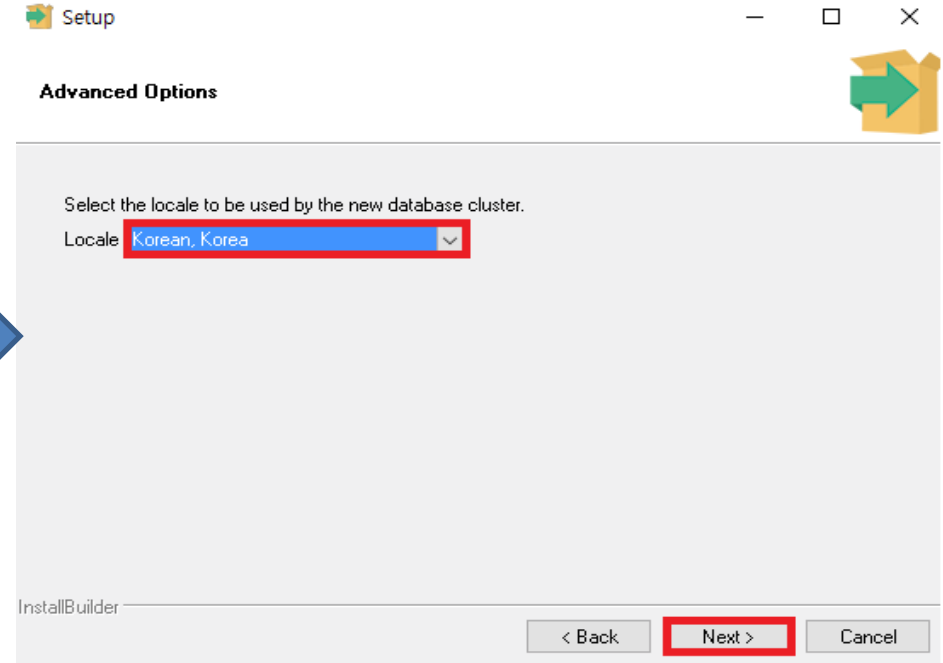 Setup
Advanced Options
Select the locale to be used by the new database cluster.
Locale Korean, Korea
InstallBuilder
< Back Next > Cancel